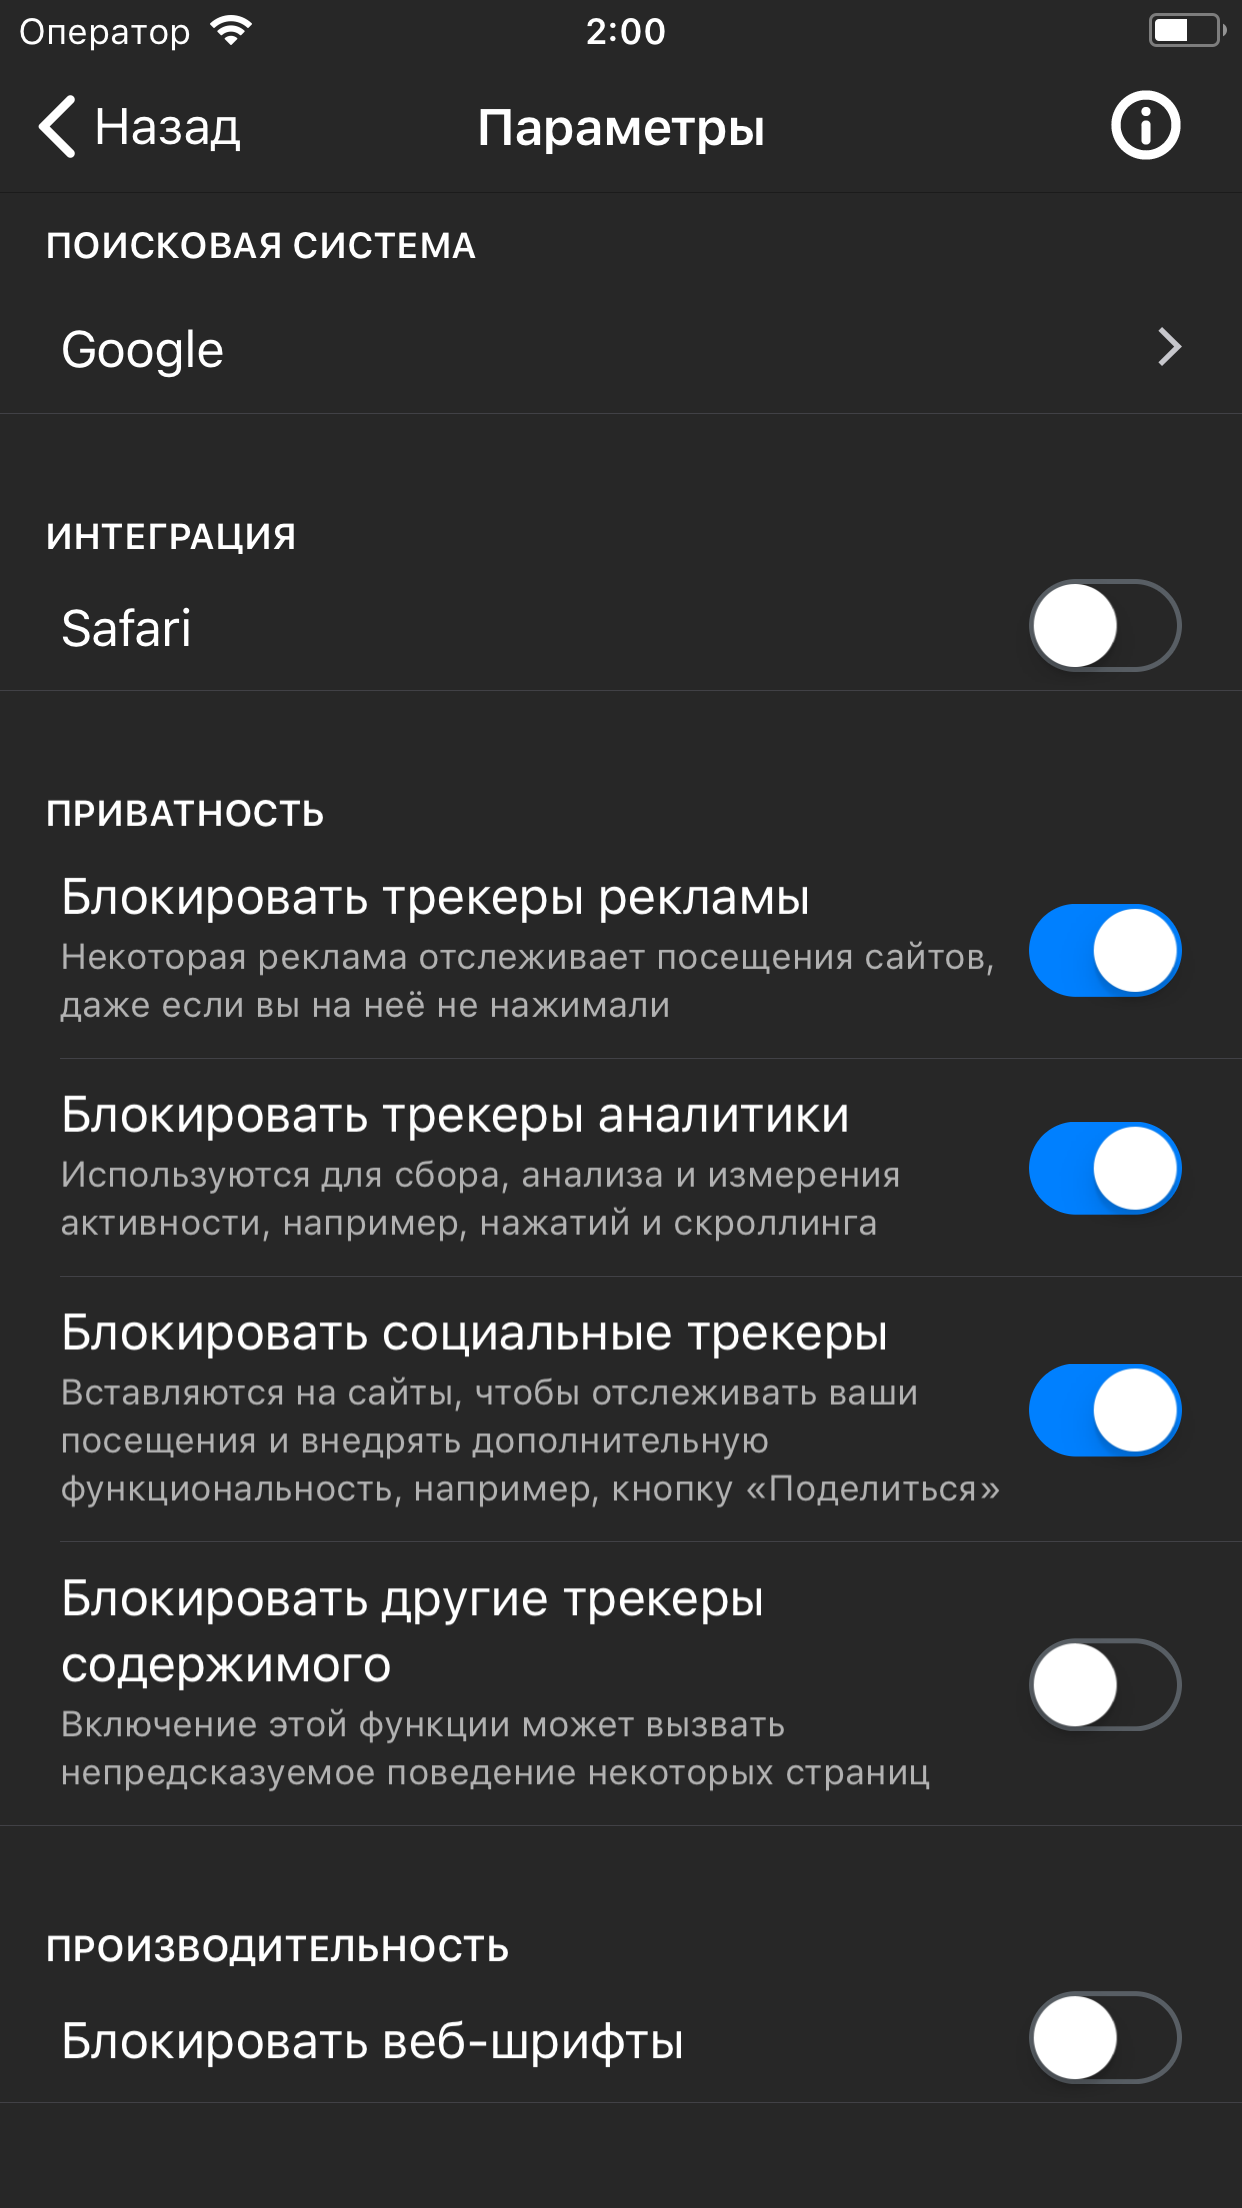 Оператор 2:00
Назад Параметры
ПОИСКОВАЯ СИСТЕМА
Google
ИНТЕГРАЦИЯ
Safari
ПРИВАТНОСТЬ
Блокировать трекеры рекламы
Некоторая реклама отслеживает посещения сайтов,
даже если вы на неё не нажимали
Блокировать трекеры аналитики
Используются для сбора, анализа и измерения
активности, например, нажатий и скроллинга
Блокировать социальные трекеры
Вставляются на сайты, чтобы отслеживать ваши
посещения и внедрять дополнительную
функциональность, например, кнопку «Поделиться»
Блокировать другие трекеры
содержимого
Включение этой функции может вызвать
непредсказуемое поведение некоторых страниц
ПРОИЗВОДИТЕЛЬНОСТЬ
Блокировать веб-шрифты